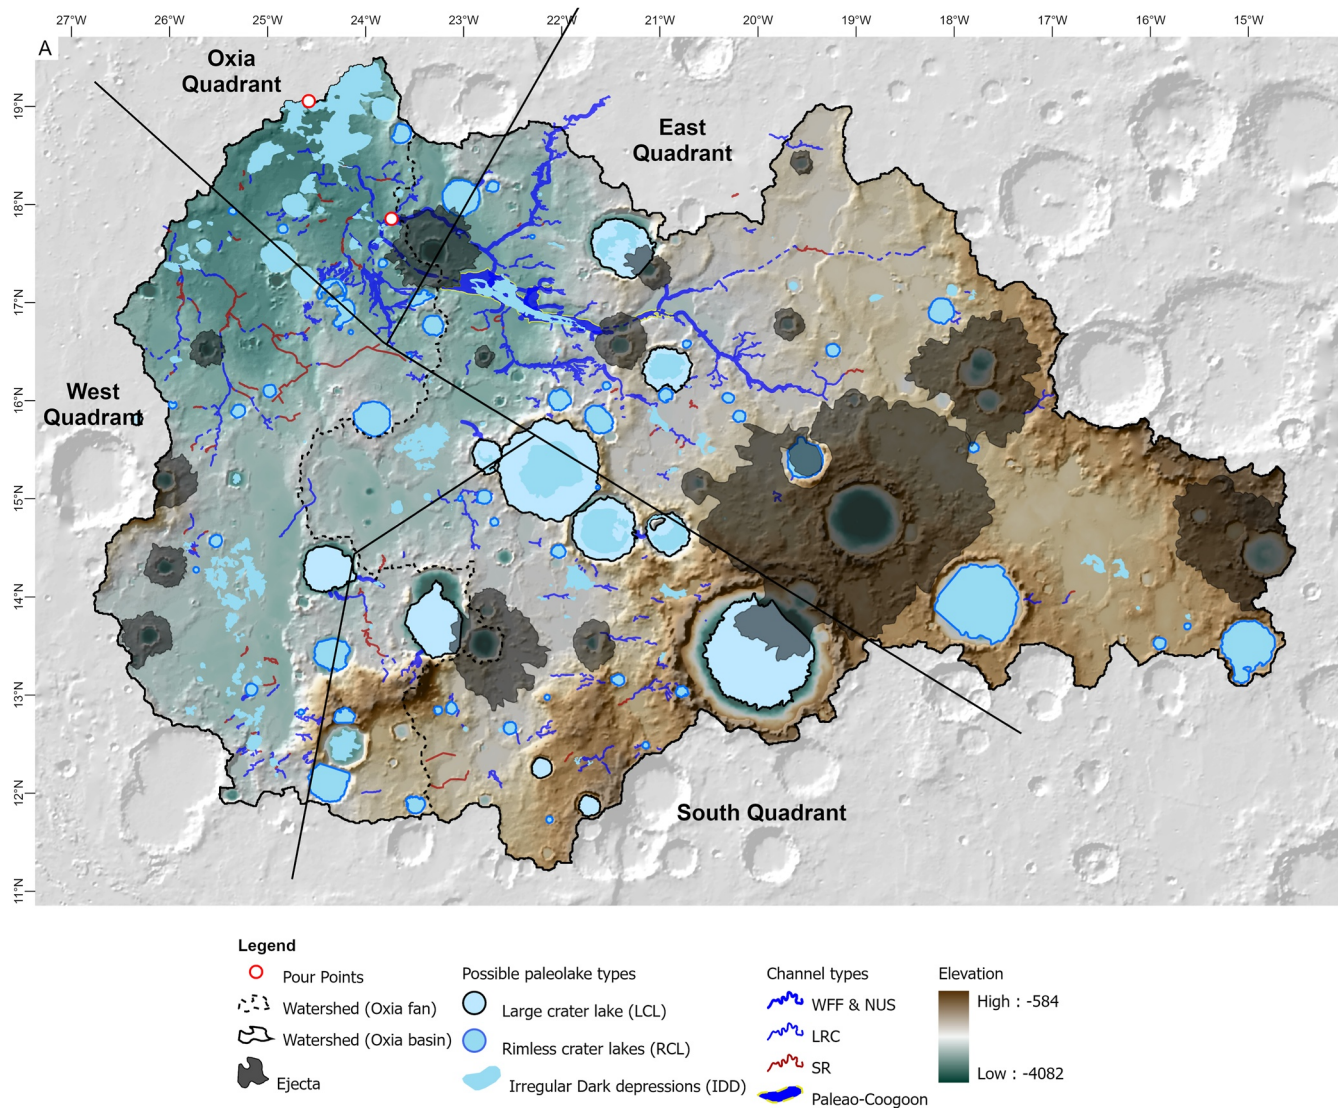 27°W 26°W 25°W 24°W 23°W 22°W 21°W 20°W 19°W 18°W 17°W 16°W 15°W
A
Oxia
Quadrant
19°N
East
Quadrant
18°N
17°N
West
Quadrant
16°N
15°N
14°N
13°N
12°N
South Quadrant
11°N
Legend
Pour Points
Watershed (Oxia fan)
Watershed (Oxia basin)
Ejecta
Possible paleolake types
Large crater lake (LCL)
Rimless crater lakes (RCL)
Irregular Dark depressions (IDD)
Channel types
WFF & NUS
LRC
SR
Paleao-Coogoon
Elevation
High : -584
Low : -4082